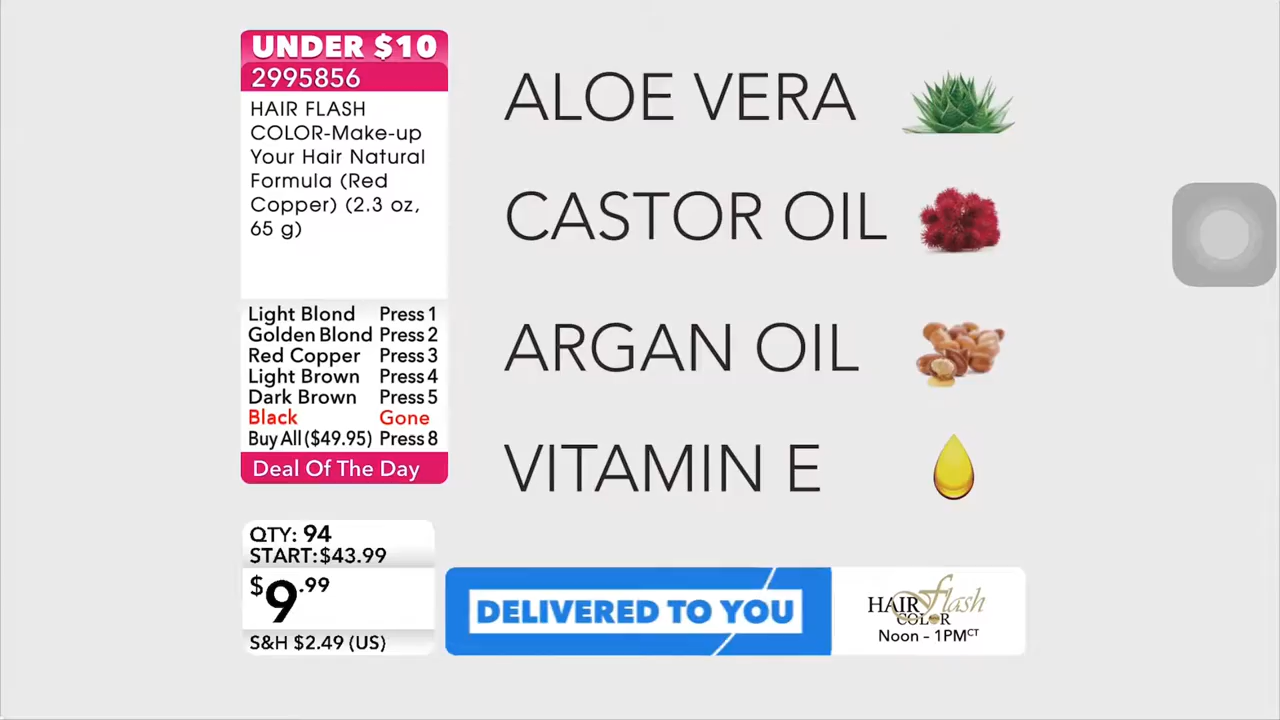 UNDER $10
2995856
HAIR FLASH
COLOR-Make-up
Your Hair Natural
Formula (Red
Copper) (2.3 oz,
65 g)
Light Blond Press 1
Golden Blond Press 2
Red Copper Press 3
Light Brown Press 4
Dark Brown Press 5
Black Gone
Buy All ($49.95) Press 8
Deal Of The Day
QTY: 94
START:$43.99
$9.99
S&H $2.49 (US)
ALOE VERA
CASTOR OIL
ARGAN OIL
VITAMIN E
DELIVERED TO YOU
HAIR flash
COLOR
Noon - 1PM CT